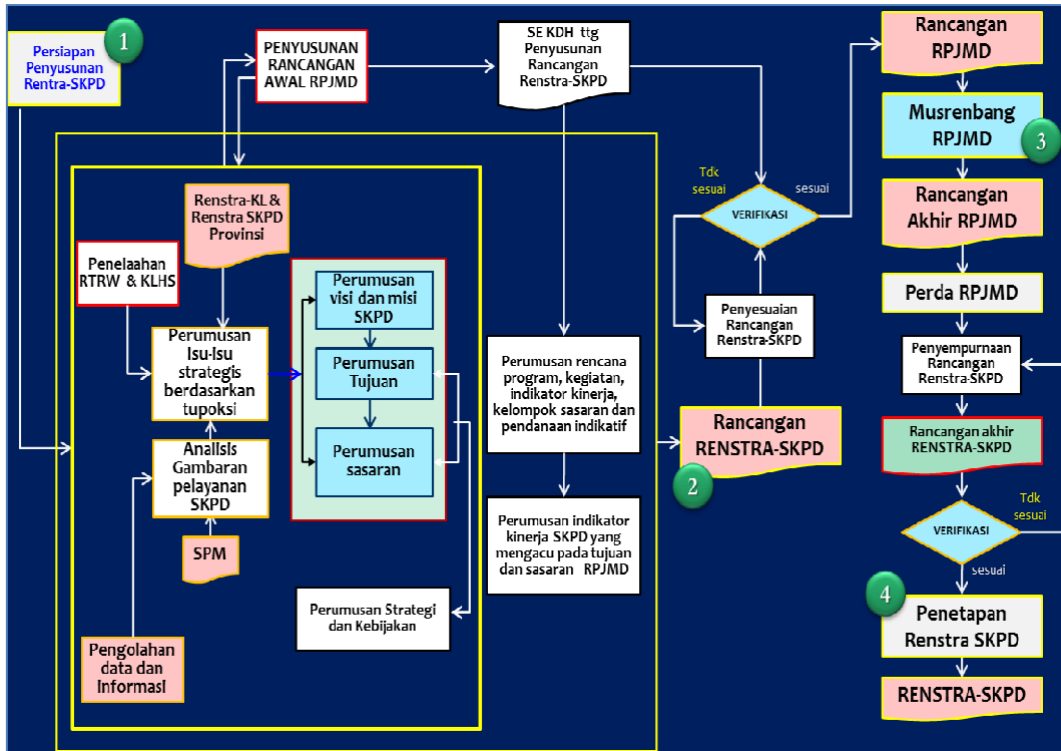 1
Persiapan
Penyusunan
Rentra-SKPD
PENYUSUNAN
RANCANGAN
AWAL RPJMD
SE KDH ttg
Penyusunan
Rancangan
Renstra-SKPD
Rancangan
RPJMD
Musrenbang
RPJMD
3
Rancangan
Akhir RPJMD
Perda RPJMD
Penyempurnaan
Rancangan
Renstra-SKPD
Rancangan akhir
RENSTRA-SKPD
Tdk
sesuai
VERIFIKASI
sesuai
4
Penetapan
Renstra SKPD
RENSTRA-SKPD
Tdk
sesuai
sesuai
VERIFIKASI
Penyesuaian
Rancangan
Renstra-SKPD
Rancangan
RENSTRA-SKPD
2
Renstra-KL &
Renstra SKPD
Provinsi
Penelaahan
RTRW & KLHS
Perumusan
Isu-Isu
strategis
berdasarkan
tupoksi
Analisis
Gambaran
pelayanan
SKPD
SPM
Pengolahan
data dan
informasi
Perumusan
visi dan misi
SKPD
Perumusan
Tujuan
Perumusan
sasaran
Perumusan Strategi
dan Kebijakan
Perumusan rencana
program, kegiatan,
indikator kinerja,
kelompok sasaran dan
pendanaan indikatif
Perumusan indikator
kinerja SKPD yang
mengacu pada tujuan
dan sasaran RPJMD